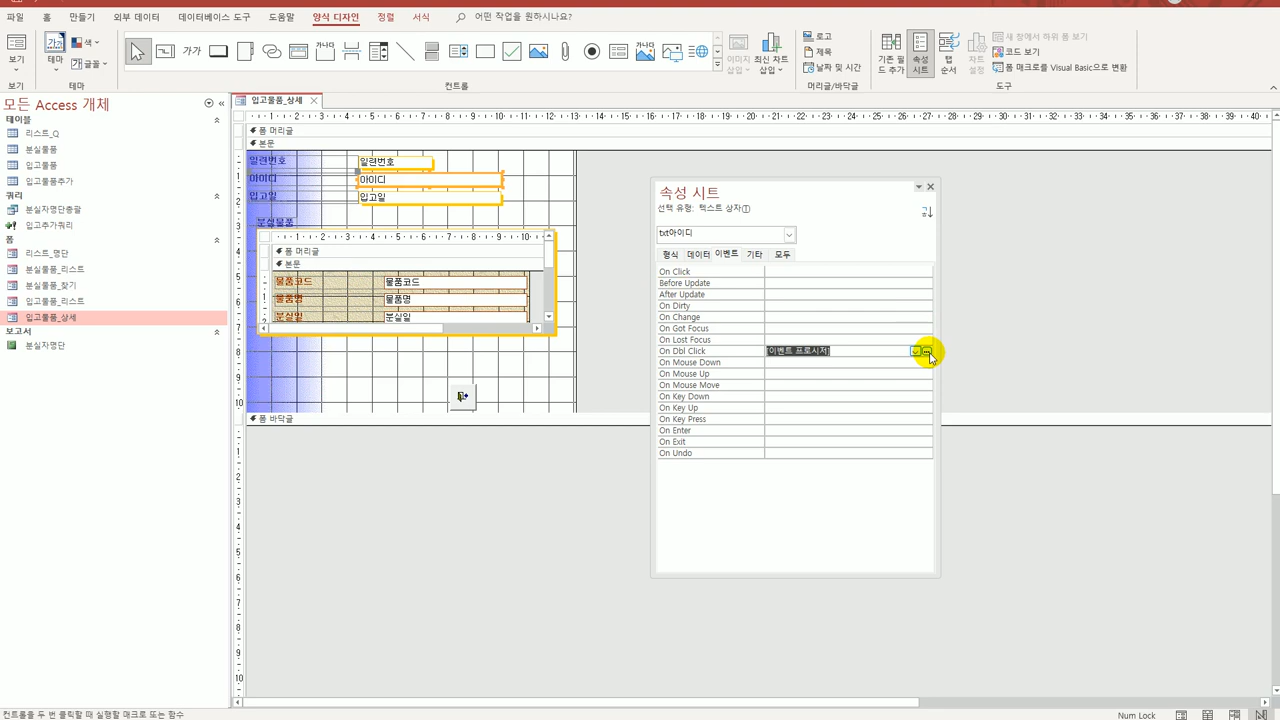 파일 홈 만들기 외부 데이터 데이터베이스 도구 도움말 양식 디자인 정렬 서식 어떤 작업을 원하시나요?
보기
테마
색
글꼴
가가
가나다
가나다
이미지 삽입
최신 차트 삽입
로고
제목
날짜 및 시간
기존 필드 추가
속성 시트
탭 순서
차트 설정
새 창에서 하위 폼 보기
코드 보기
폼 매크로를 Visual Basic으로 변환
보기 테마 컨트롤 머리글/바닥글 도구
모든 Access 개체
테이블
리스트_Q
분실물품
입고물품
입고물품추가
쿼리
분실자명단총괄
입고추가쿼리
폼
리스트_명단
분실물품_리스트
분실물품_찾기
입고물품_리스트
입고물품_상세
보고서
분실자명단
입고물품_상세
폼 머리글
본문
일련번호 일련번호
아이디 아이디
입고일 입고일
분실물품
폼 머리글
본문
물품코드 물품코드
물품명 물품명
분실일 분실일
폼 바닥글
속성 시트
선택 유형: 텍스트 상자(I)
txt아이디
형식 데이터 이벤트 기타 모두
On Click
Before Update
After Update
On Dirty
On Change
On Got Focus
On Lost Focus
On Dbl Click [이벤트 프로시저]
On Mouse Down
On Mouse Up
On Mouse Move
On Key Down
On Key Up
On Key Press
On Enter
On Exit
On Undo
컨트롤을 두 번 클릭할 때 실행할 매크로 또는 함수
Num Lock